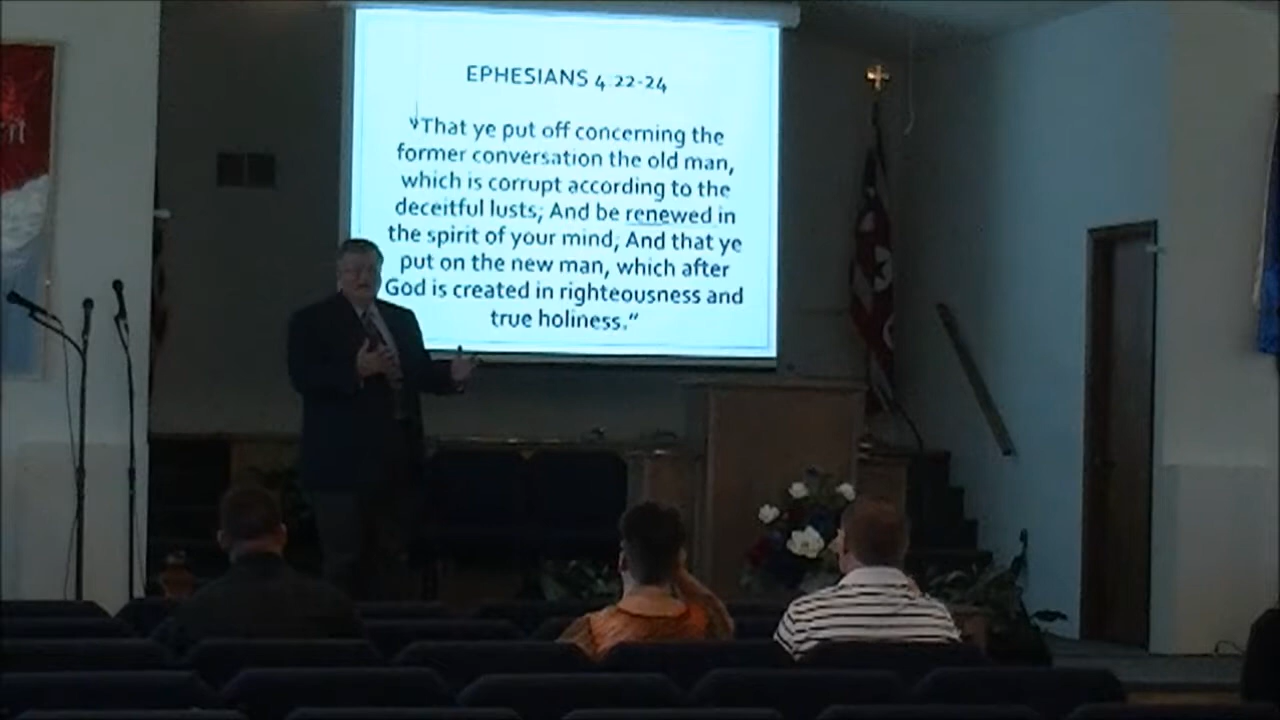 EPHESIANS 4 22-24
"That ye put off concerning the
former conversation the old man,
which is corrupt according to the
deceitful lusts; And be renewed in
the spirit of your mind; And that ye
put on the new man, which after
God is created in righteousness and
true holiness."